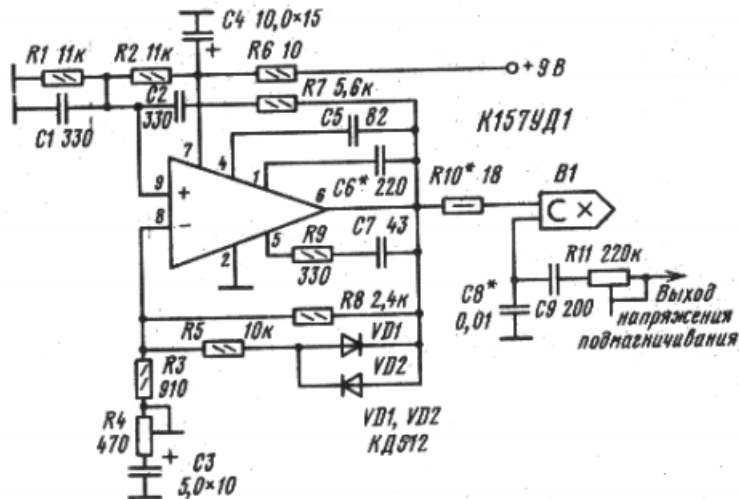 C4 10,0×15
R1 11к
R2 11к
R6 10
+9 В
C2
330
R7 5,6к
C1 330
C5 82
К157УД1
7
4
1
9
+
8
−
6
2
5
C6* 220
R10* 18
B1
R9
330
C7 43
R11 220к
C8*
0,01
C9 200
Выход
напряжения
подмагничивания
R8 2,4к
R5 10к
VD1
VD2
R3
910
R4
470
+
C3
5,0×10
VD1, VD2
КД512
+